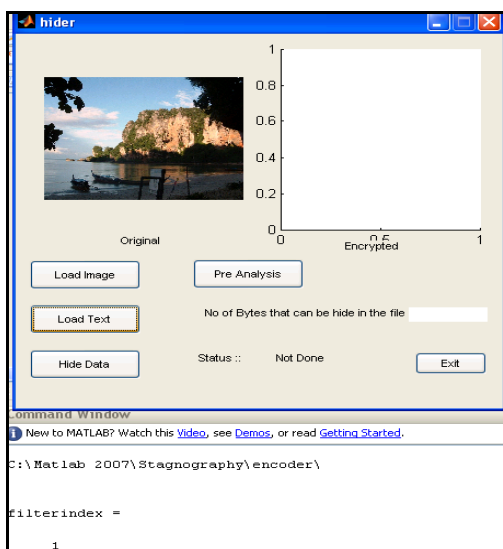 hider
1
0.8
0.6
0.4
0.2
0
0 0.5 1
Original
Encrypted
Load Image Pre Analysis
Load Text No of Bytes that can be hide in the file
Hide Data Status :: Not Done Exit
Command Window
New to MATLAB? Watch this Video, see Demos, or read Getting Started.
C:\Matlab 2007\Stagnography\encoder\
filterindex =
1